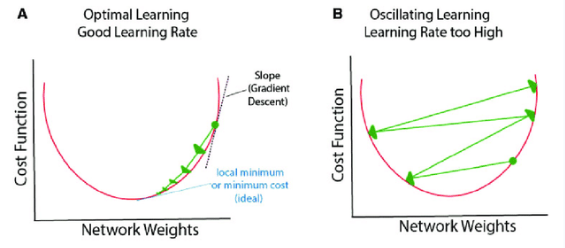 A
Optimal Learning
Good Learning Rate
Cost Function
Slope
(Gradient
Descent)
local minimum
or minimum cost
(ideal)
Network Weights
B
Oscillating Learning
Learning Rate too High
Cost Function
Network Weights